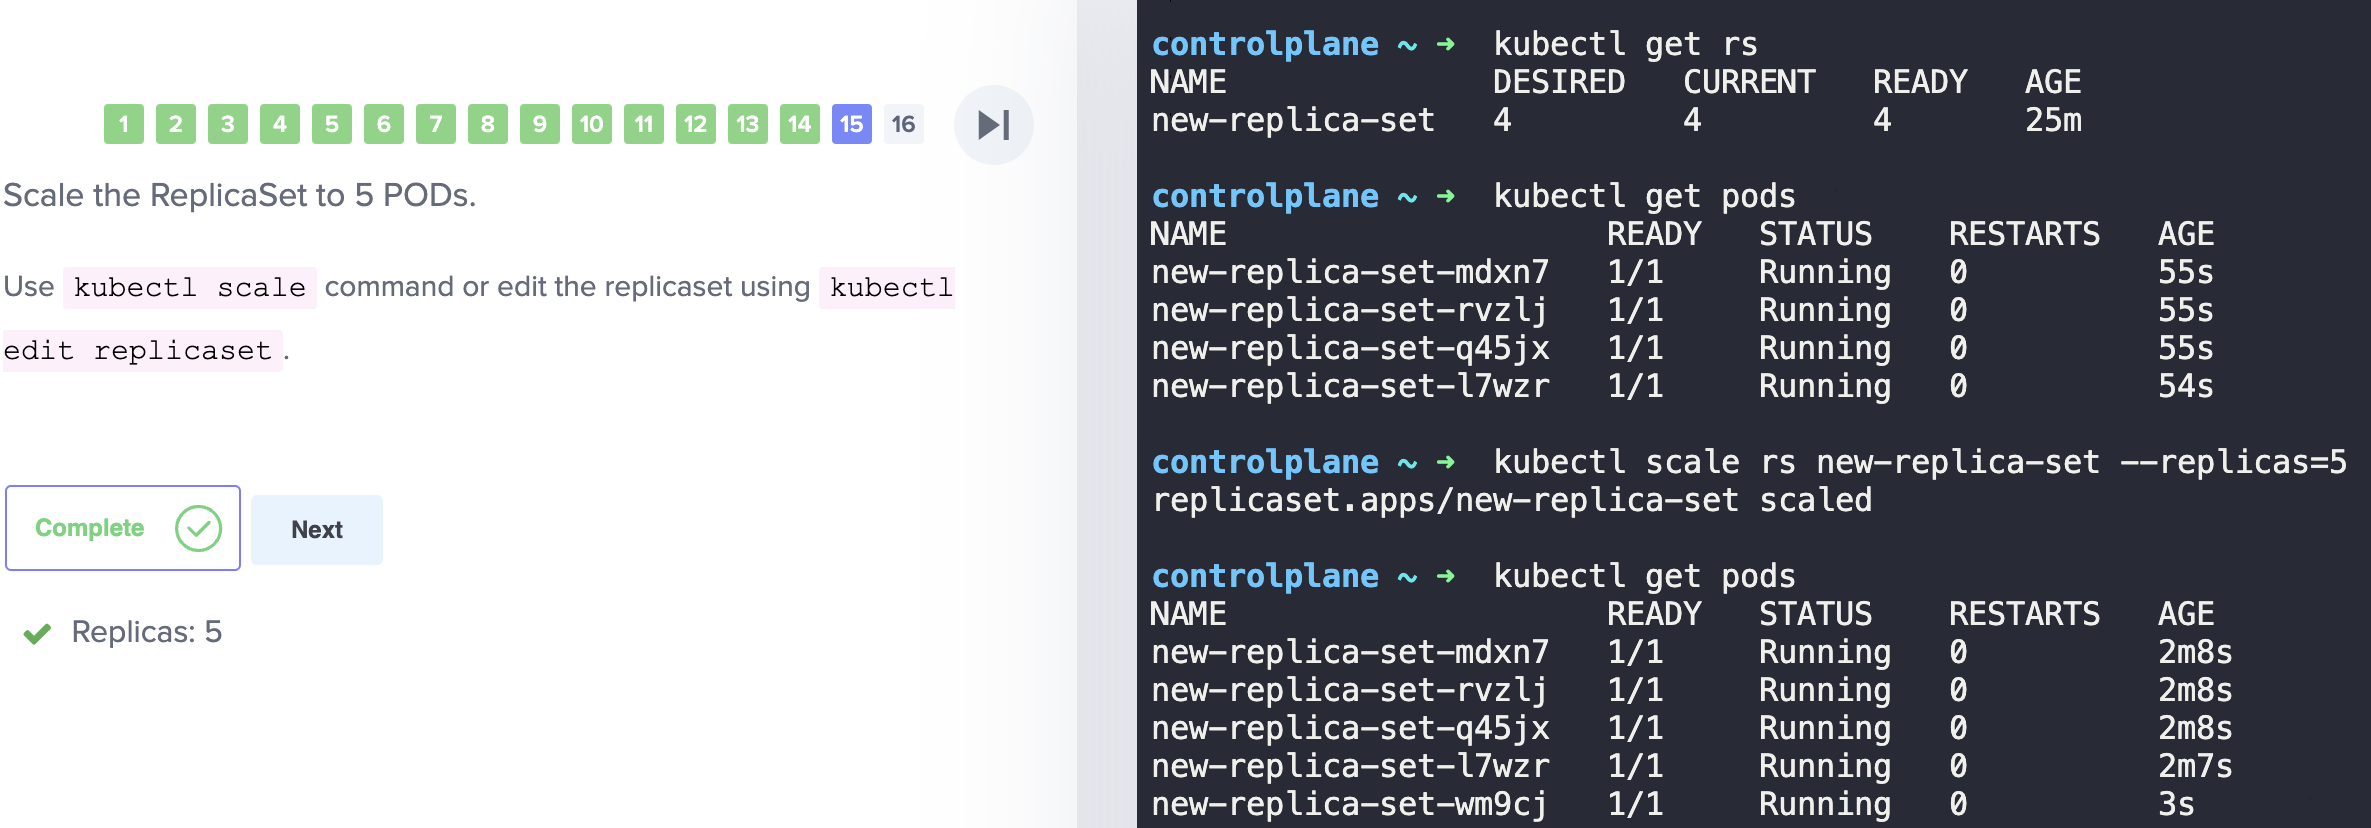 1 2 3 4 5 6 7 8 9 10 11 12 13 14 15 16
Scale the ReplicaSet to 5 PODs.
Use kubectl scale command or edit the replicaset using kubectl
edit replicaset.
Complete Next
Replicas: 5
controlplane ~ ➜ kubectl get rs
NAME DESIRED CURRENT READY AGE
new-replica-set 4 4 4 25m
controlplane ~ ➜ kubectl get pods
NAME READY STATUS RESTARTS AGE
new-replica-set-mdxn7 1/1 Running 0 55s
new-replica-set-rvzlj 1/1 Running 0 55s
new-replica-set-q45jx 1/1 Running 0 55s
new-replica-set-l7wzr 1/1 Running 0 54s
controlplane ~ ➜ kubectl scale rs new-replica-set --replicas=5
replicaset.apps/new-replica-set scaled
controlplane ~ ➜ kubectl get pods
NAME READY STATUS RESTARTS AGE
new-replica-set-mdxn7 1/1 Running 0 2m8s
new-replica-set-rvzlj 1/1 Running 0 2m8s
new-replica-set-q45jx 1/1 Running 0 2m8s
new-replica-set-l7wzr 1/1 Running 0 2m7s
new-replica-set-wm9cj 1/1 Running 0 3s